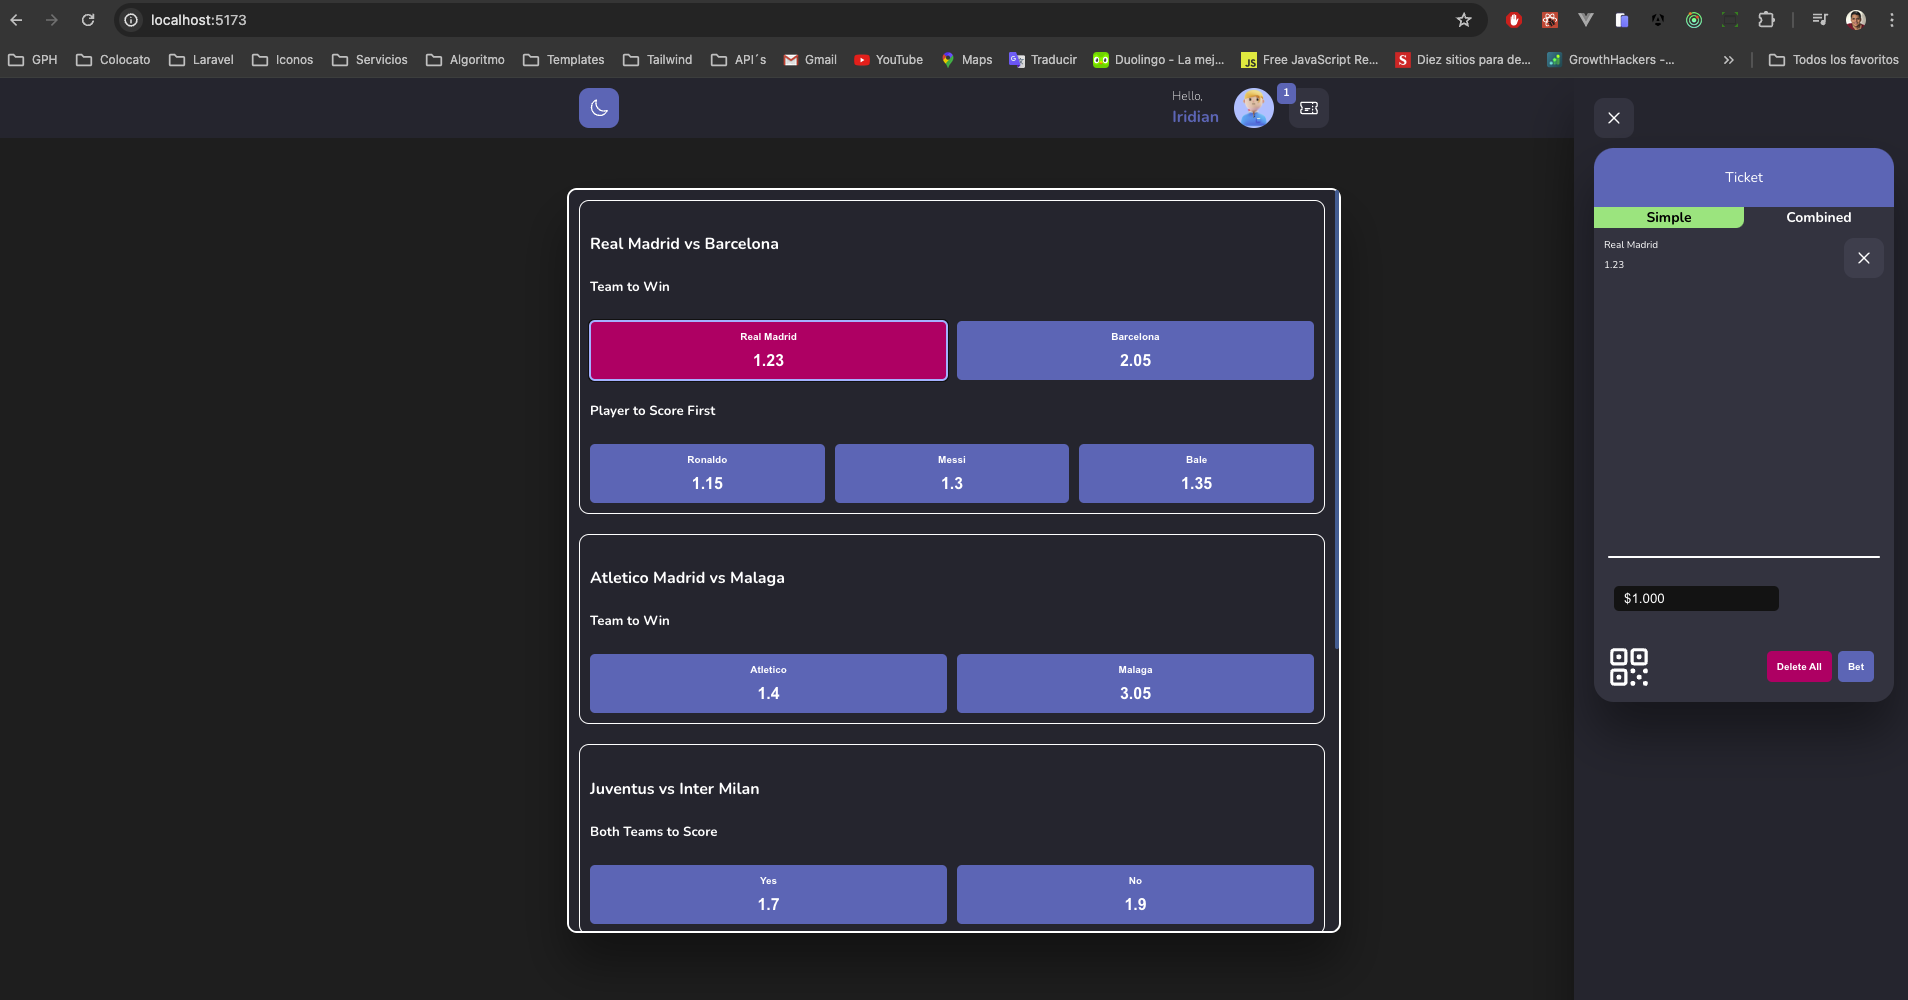 localhost:5173
GPH Colocato Laravel Iconos Servicios Algoritmo Templates Tailwind API´s Gmail YouTube Maps Traducir Duolingo - La mej... Free JavaScript Re... Diez sitios para de... GrowthHackers -... » Todos los favoritos
Hello,
Iridian
1
Real Madrid vs Barcelona
Team to Win
Real Madrid
1.23
Barcelona
2.05
Player to Score First
Ronaldo
1.15
Messi
1.3
Bale
1.35
Atletico Madrid vs Malaga
Team to Win
Atletico
1.4
Malaga
3.05
Juventus vs Inter Milan
Both Teams to Score
Yes
1.7
No
1.9
Ticket
Simple Combined
Real Madrid
1.23
$1.000
Delete All Bet